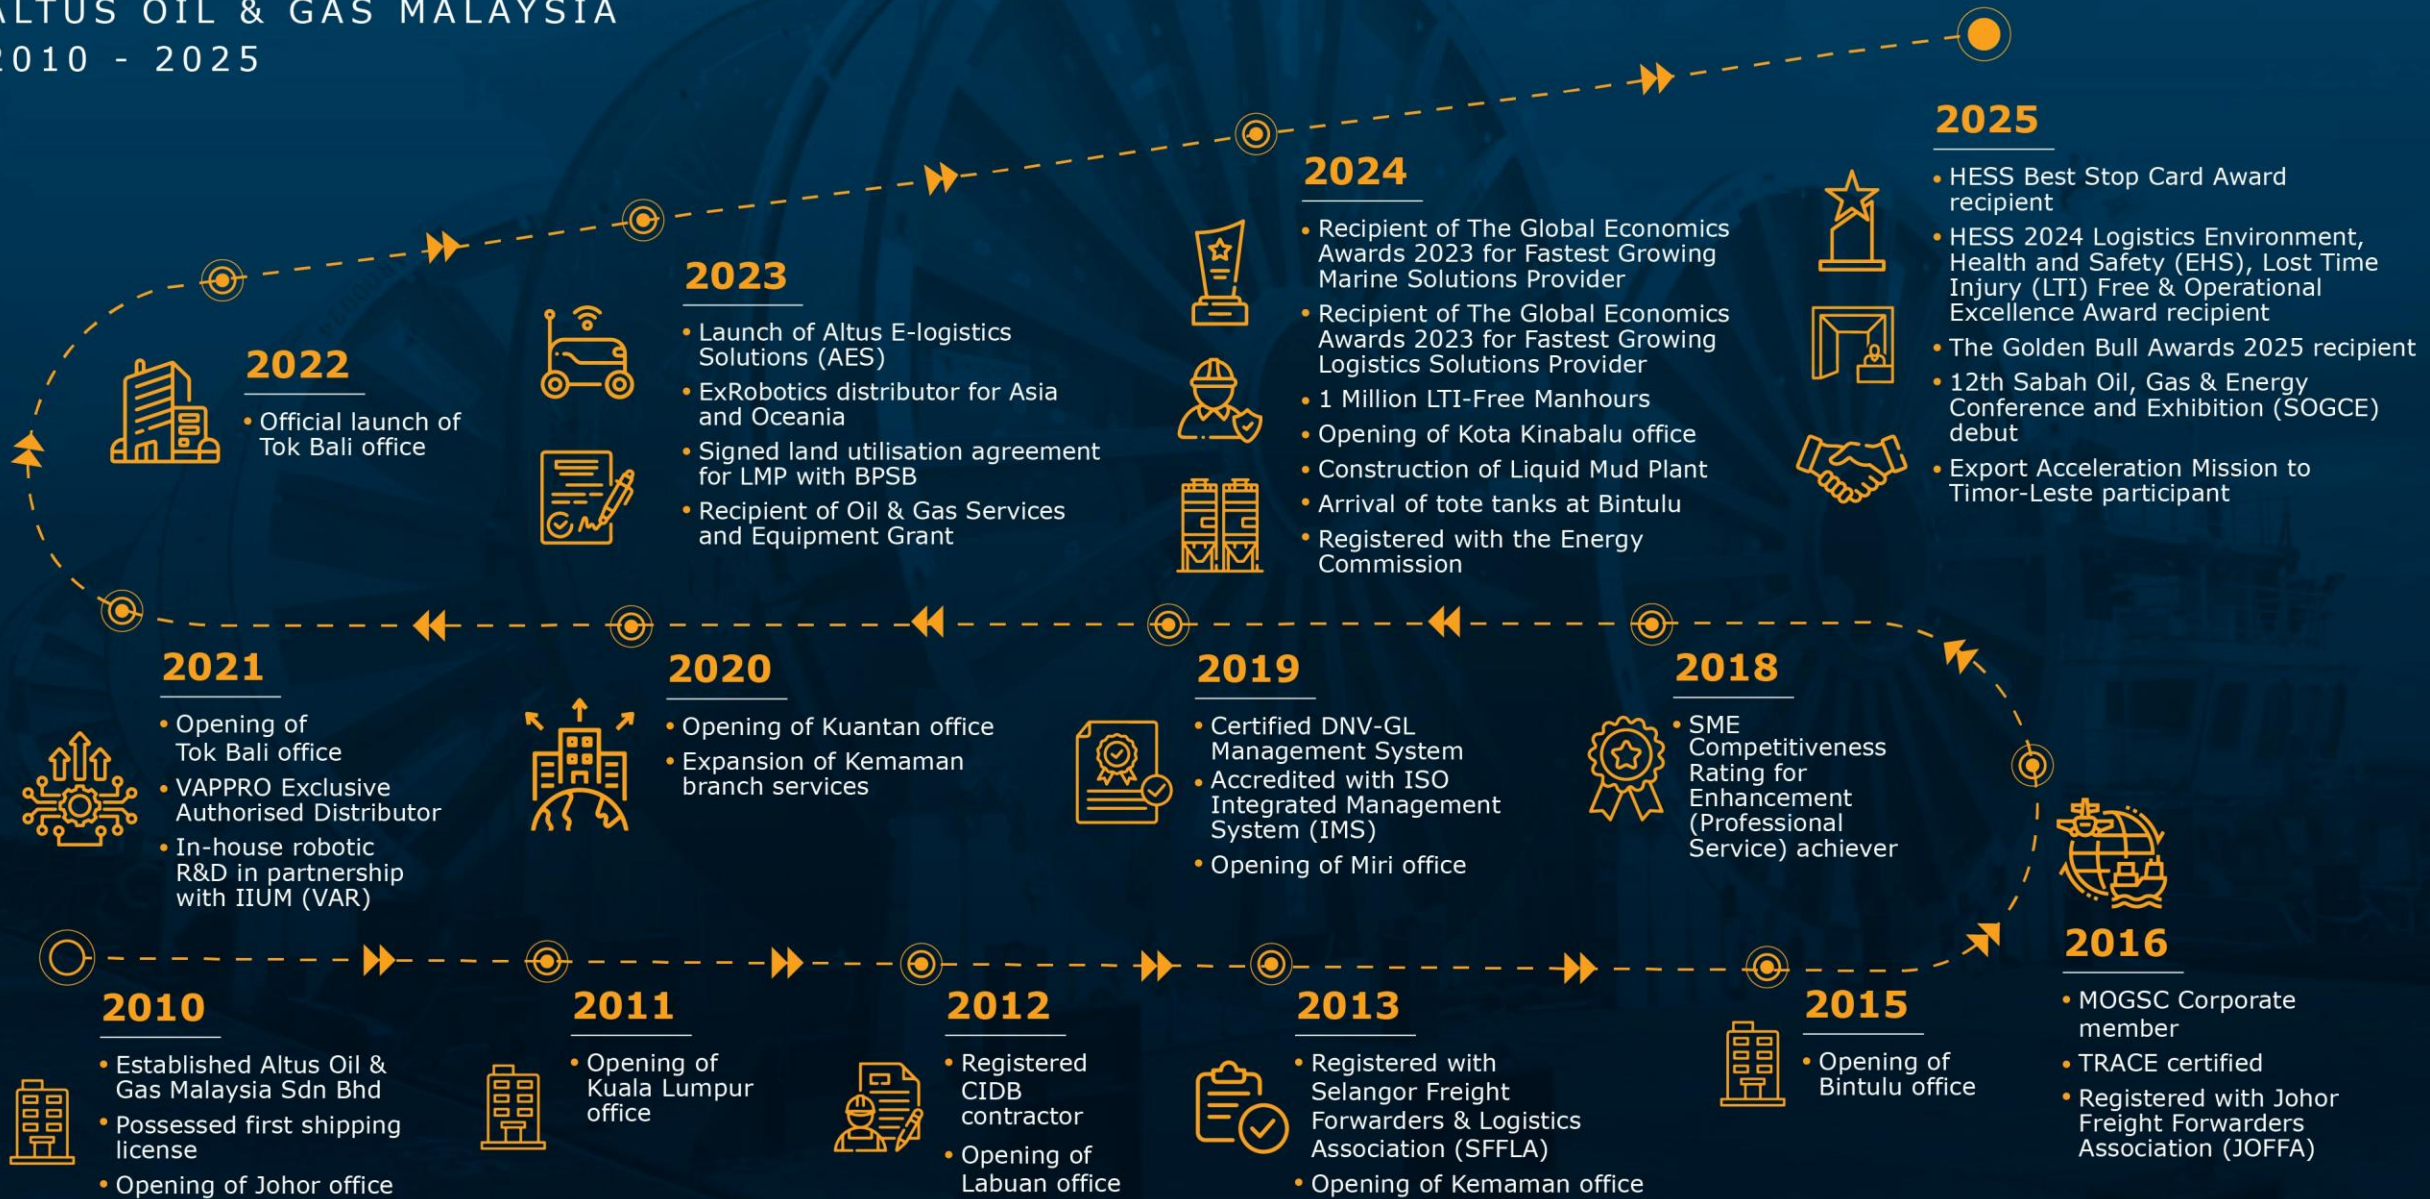 ALTUS OIL & GAS MALAYSIA
2010 - 2025
2025
• HESS Best Stop Card Award
recipient
• HESS 2024 Logistics Environment,
Health and Safety (EHS), Lost Time
Injury (LTI) Free & Operational
Excellence Award recipient
• The Golden Bull Awards 2025 recipient
• 12th Sabah Oil, Gas & Energy
Conference and Exhibition (SOGCE)
debut
• Export Acceleration Mission to
Timor-Leste participant
2024
• Recipient of The Global Economics
Awards 2023 for Fastest Growing
Marine Solutions Provider
• Recipient of The Global Economics
Awards 2023 for Fastest Growing
Logistics Solutions Provider
• 1 Million LTI-Free Manhours
• Opening of Kota Kinabalu office
• Construction of Liquid Mud Plant
• Arrival of tote tanks at Bintulu
• Registered with the Energy
Commission
2023
• Launch of Altus E-logistics
Solutions (AES)
• ExRobotics distributor for Asia
and Oceania
• Signed land utilisation agreement
for LMP with BPSB
• Recipient of Oil & Gas Services
and Equipment Grant
2022
• Official launch of
Tok Bali office
2021
• Opening of
Tok Bali office
• VAPPRO Exclusive
Authorised Distributor
• In-house robotic
R&D in partnership
with IIUM (VAR)
2020
• Opening of Kuantan office
• Expansion of Kemaman
branch services
2019
• Certified DNV-GL
Management System
• Accredited with ISO
Integrated Management
System (IMS)
• Opening of Miri office
2018
• SME
Competitiveness
Rating for
Enhancement
(Professional
Service) achiever
2010
• Established Altus Oil &
Gas Malaysia Sdn Bhd
• Possessed first shipping
license
• Opening of Johor office
2011
• Opening of
Kuala Lumpur
office
2012
• Registered
CIDB
contractor
• Opening of
Labuan office
2013
• Registered with
Selangor Freight
Forwarders & Logistics
Association (SFFLA)
• Opening of Kemaman office
2015
• Opening of
Bintulu office
2016
• MOGSC Corporate
member
• TRACE certified
• Registered with Johor
Freight Forwarders
Association (JOFFA)